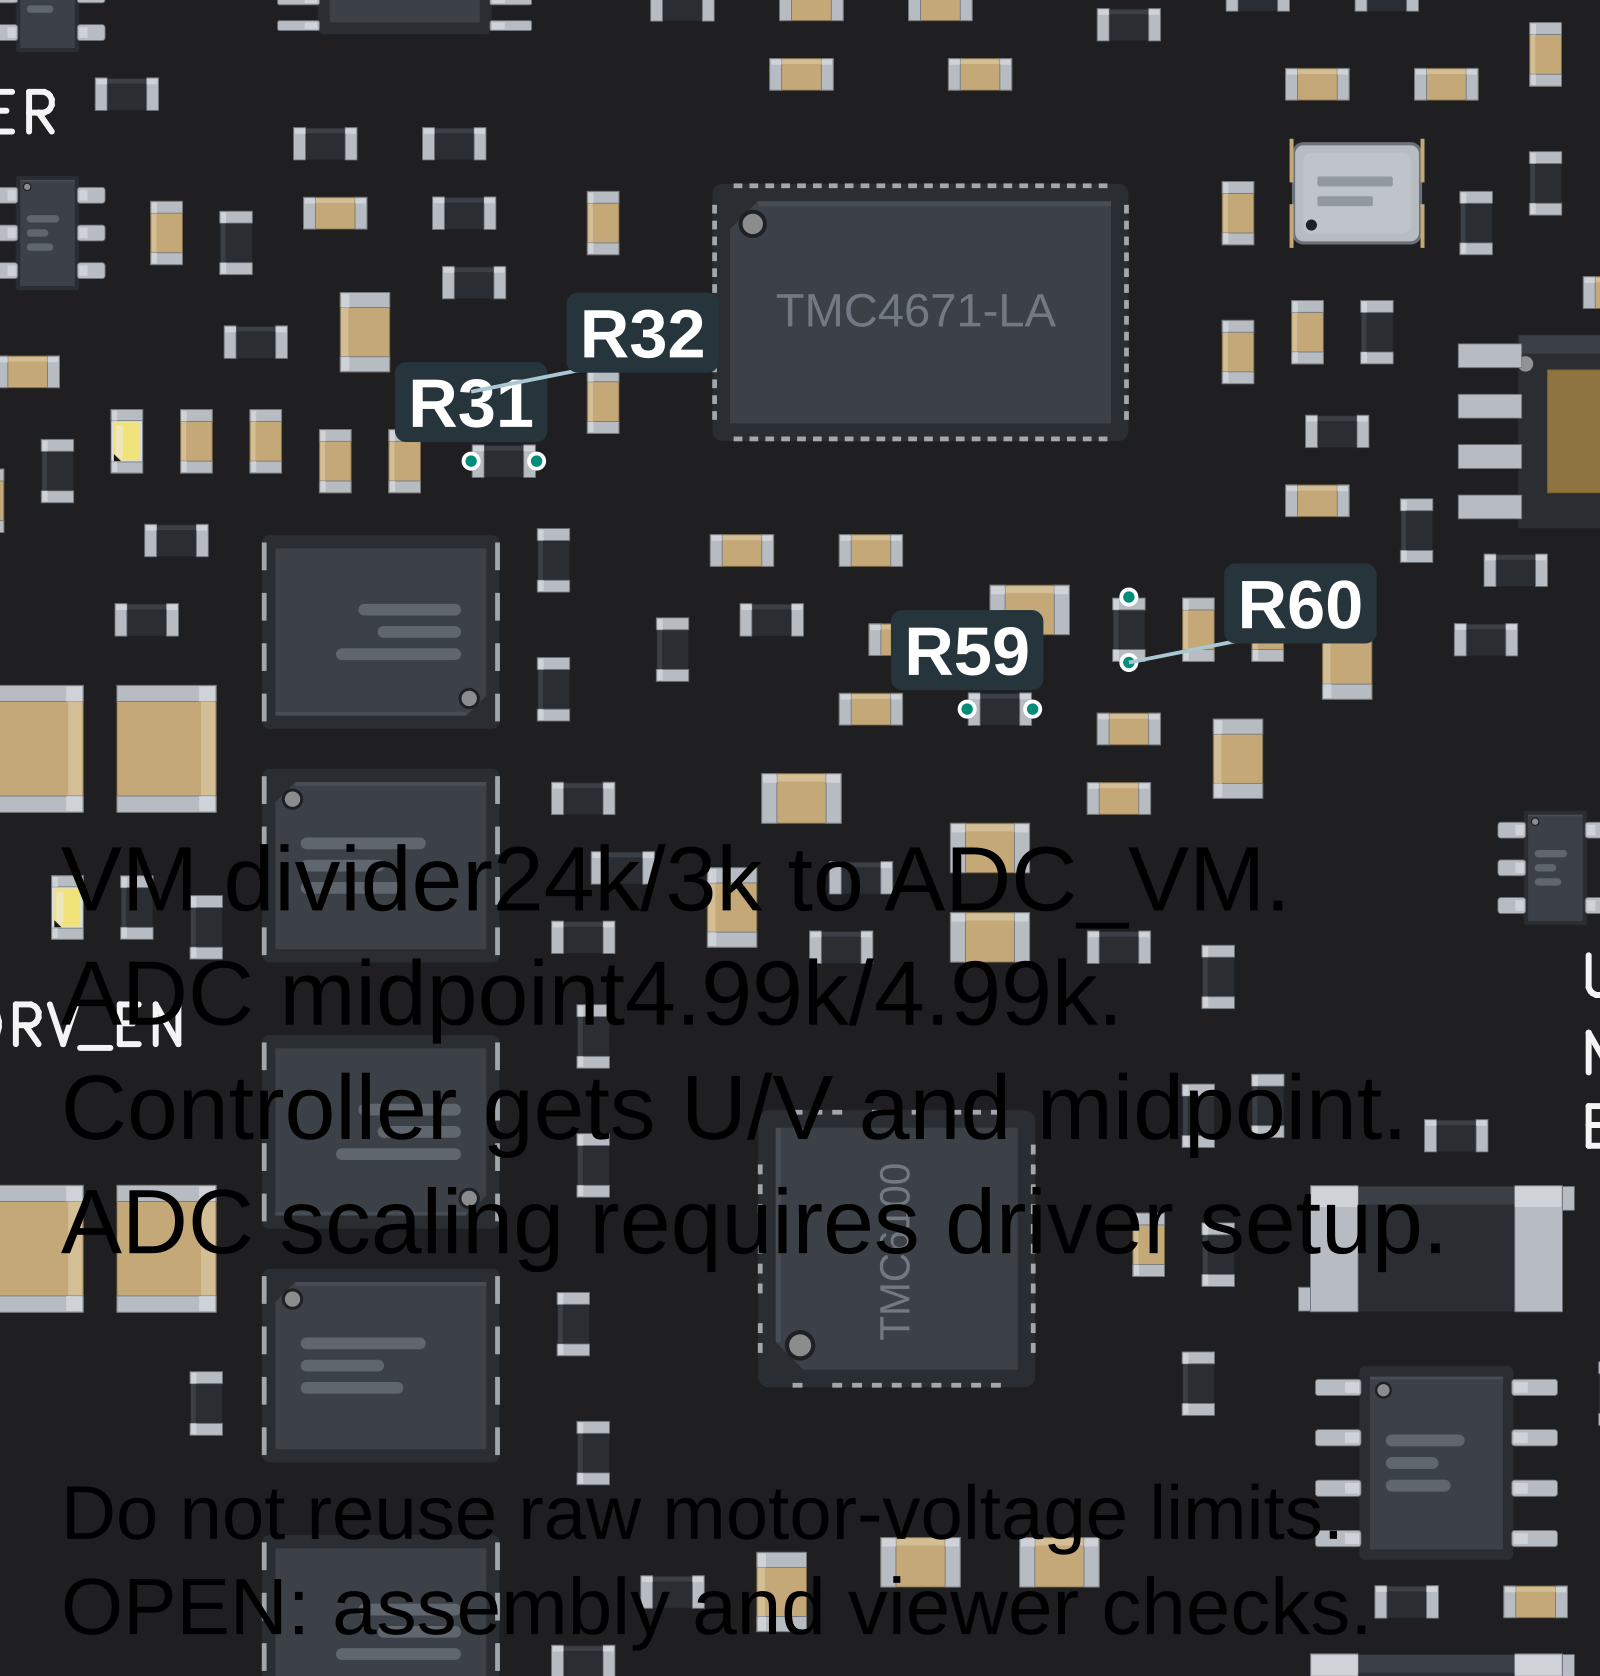 ER
TMC4671-LA
R32
R31
R60
R59
VM divider24k/3k to ADC_VM.
ADC midpoint4.99k/4.99k.
DRV_EN
Controller gets U/V and midpoint.
TMC6100
ADC scaling requires driver setup.
Do not reuse raw motor-voltage limits.
OPEN: assembly and viewer checks.